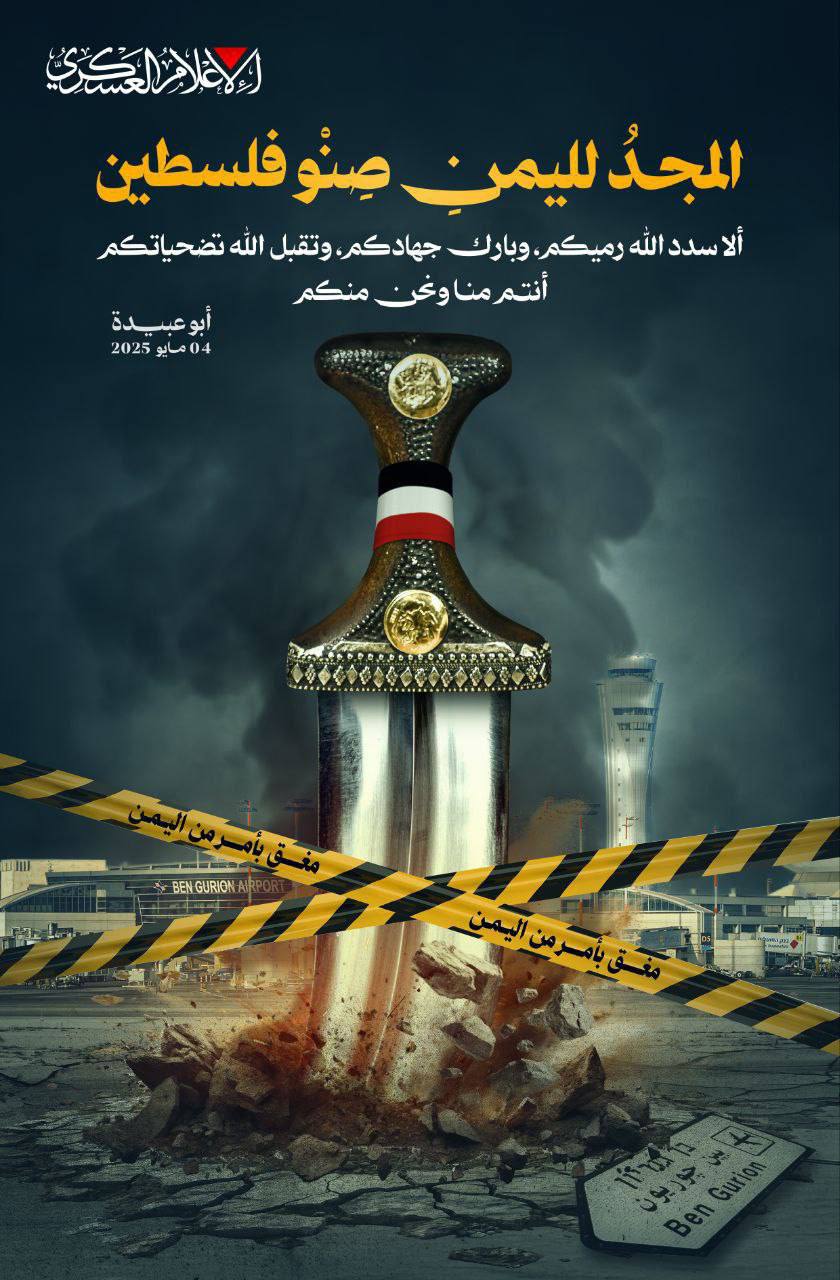 الإعلام العسكري
المجدُ لليمنِ صِنْو فلسطين
ألا سدد الله رميكم، وبارك جهادكم، وتقبل الله تضحياتكم
أنتم منا ونحن منكم
أبو عبيدة
04 مايو 2025
مغلق بأمر من اليمن
BEN GURION AIRPORT
مغلق بأمر من اليمن
D5
بن جوريون
Ben Gurion